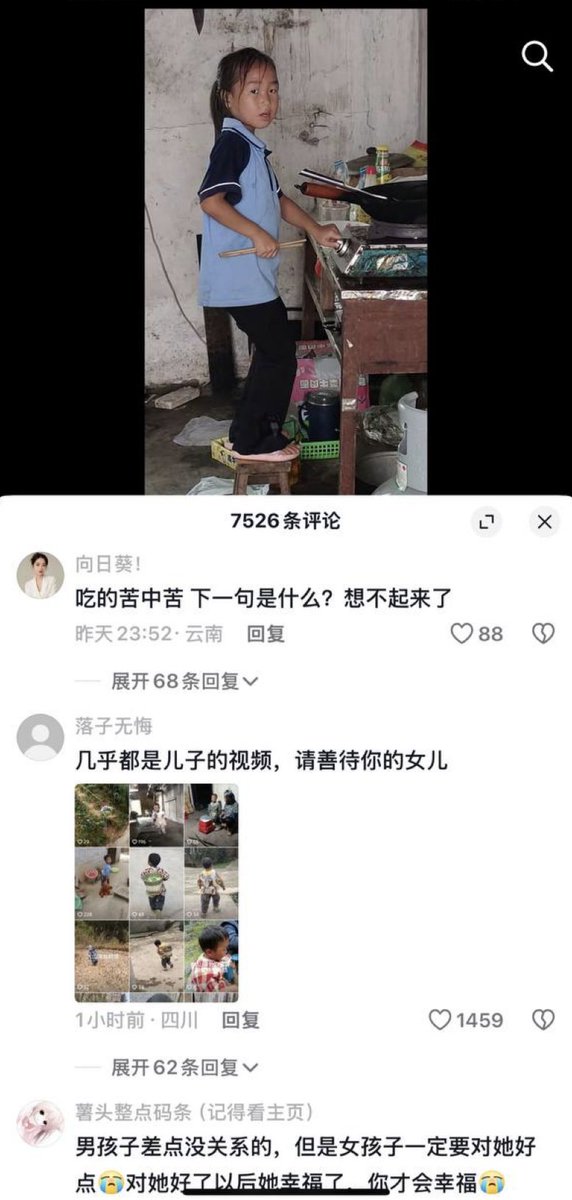 7526条评论
向日葵！
吃的苦中苦 下一句是什么？想不起来了
昨天 23:52 · 云南 回复
88
展开68条回复
落子无悔
几乎都是儿子的视频，请善待你的女儿
1小时前 · 四川 回复
1459
展开62条回复
薯头整点码条（记得看主页）
男孩子差点没关系的，但是女孩子一定要对她好
点😭对她好了以后她幸福了，你才会幸福😭